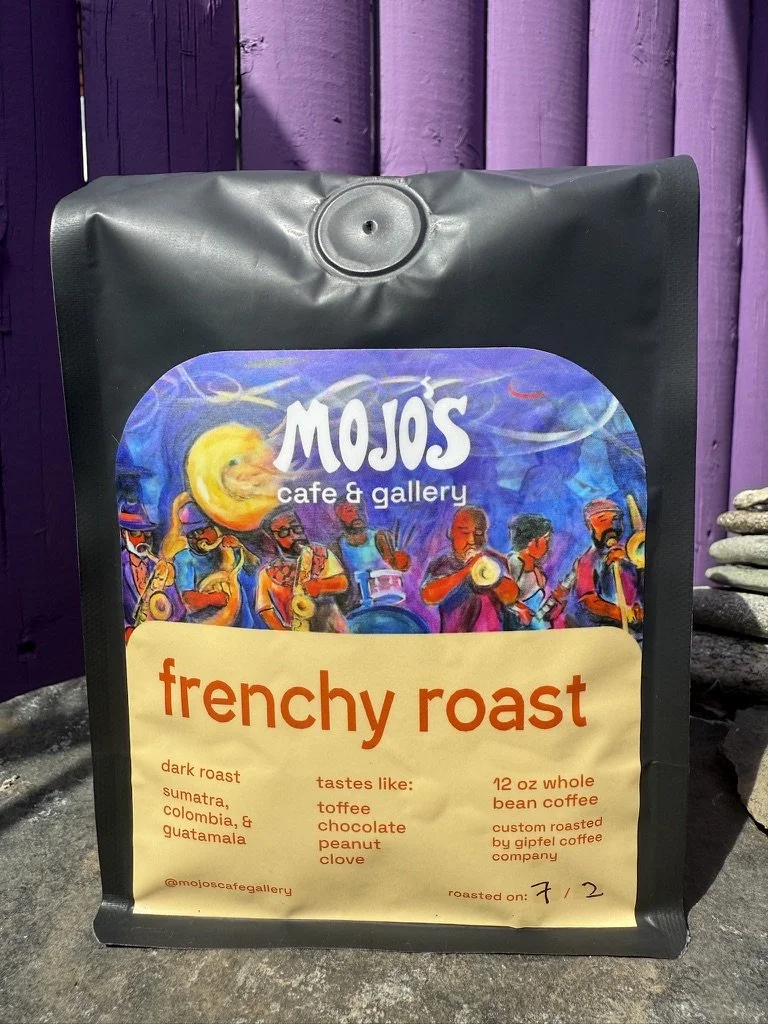 MOJO'S
cafe & gallery
frenchy roast
dark roast
sumatra,
colombia, &
guatamala
tastes like:
toffee
chocolate
peanut
clove
12 oz whole
bean coffee
custom roasted
by gipfel coffee
company
@mojoscafegallery
roasted on: 7 / 2